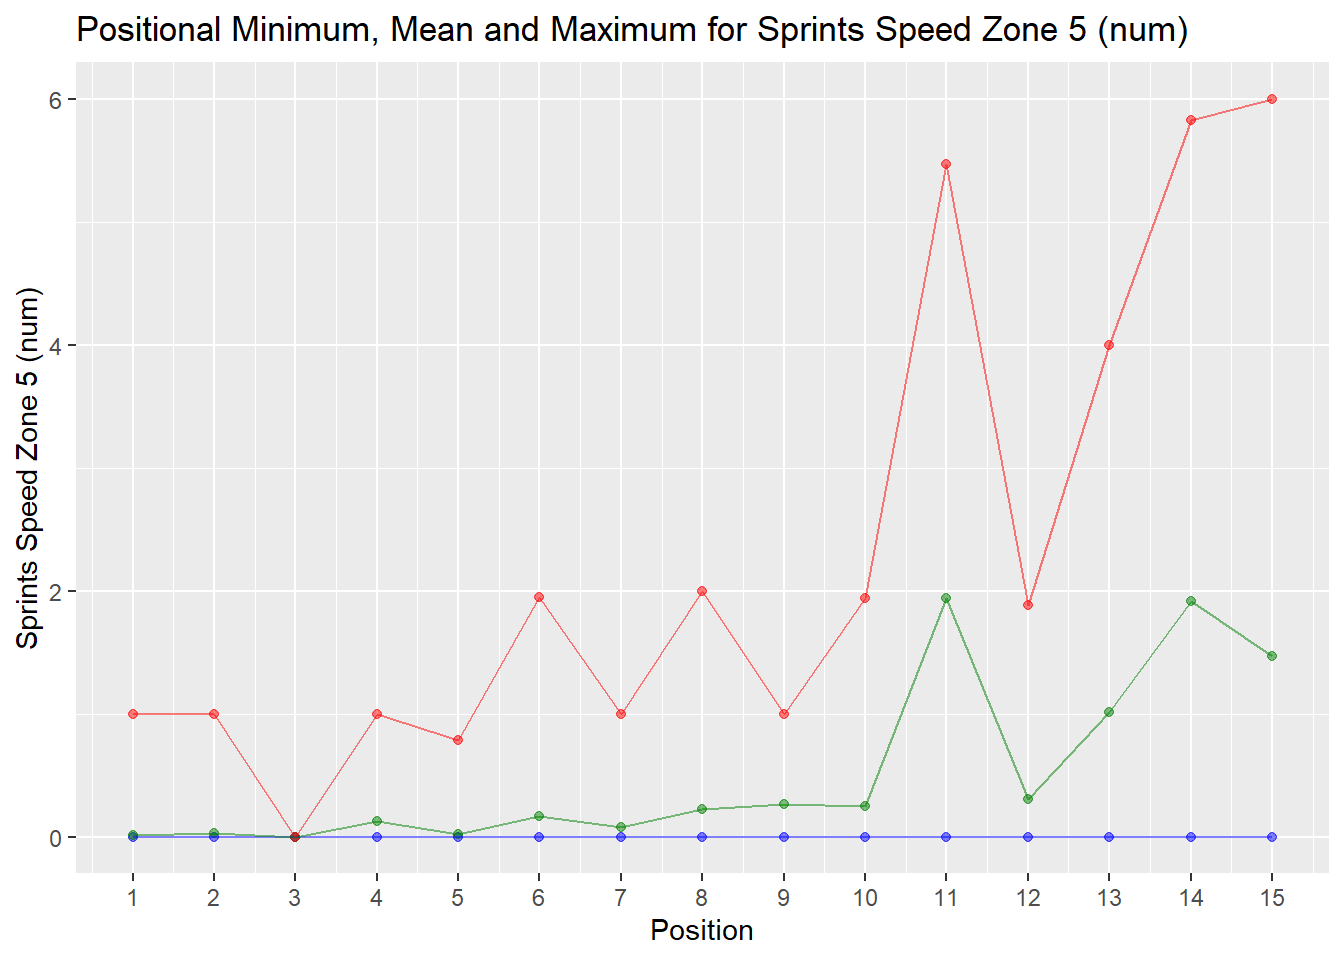 Positional Minimum, Mean and Maximum for Sprints Speed Zone 5 (num)
Sprints Speed Zone 5 (num)
6
4
2
0
1 2 3 4 5 6 7 8 9 10 11 12 13 14 15
Position